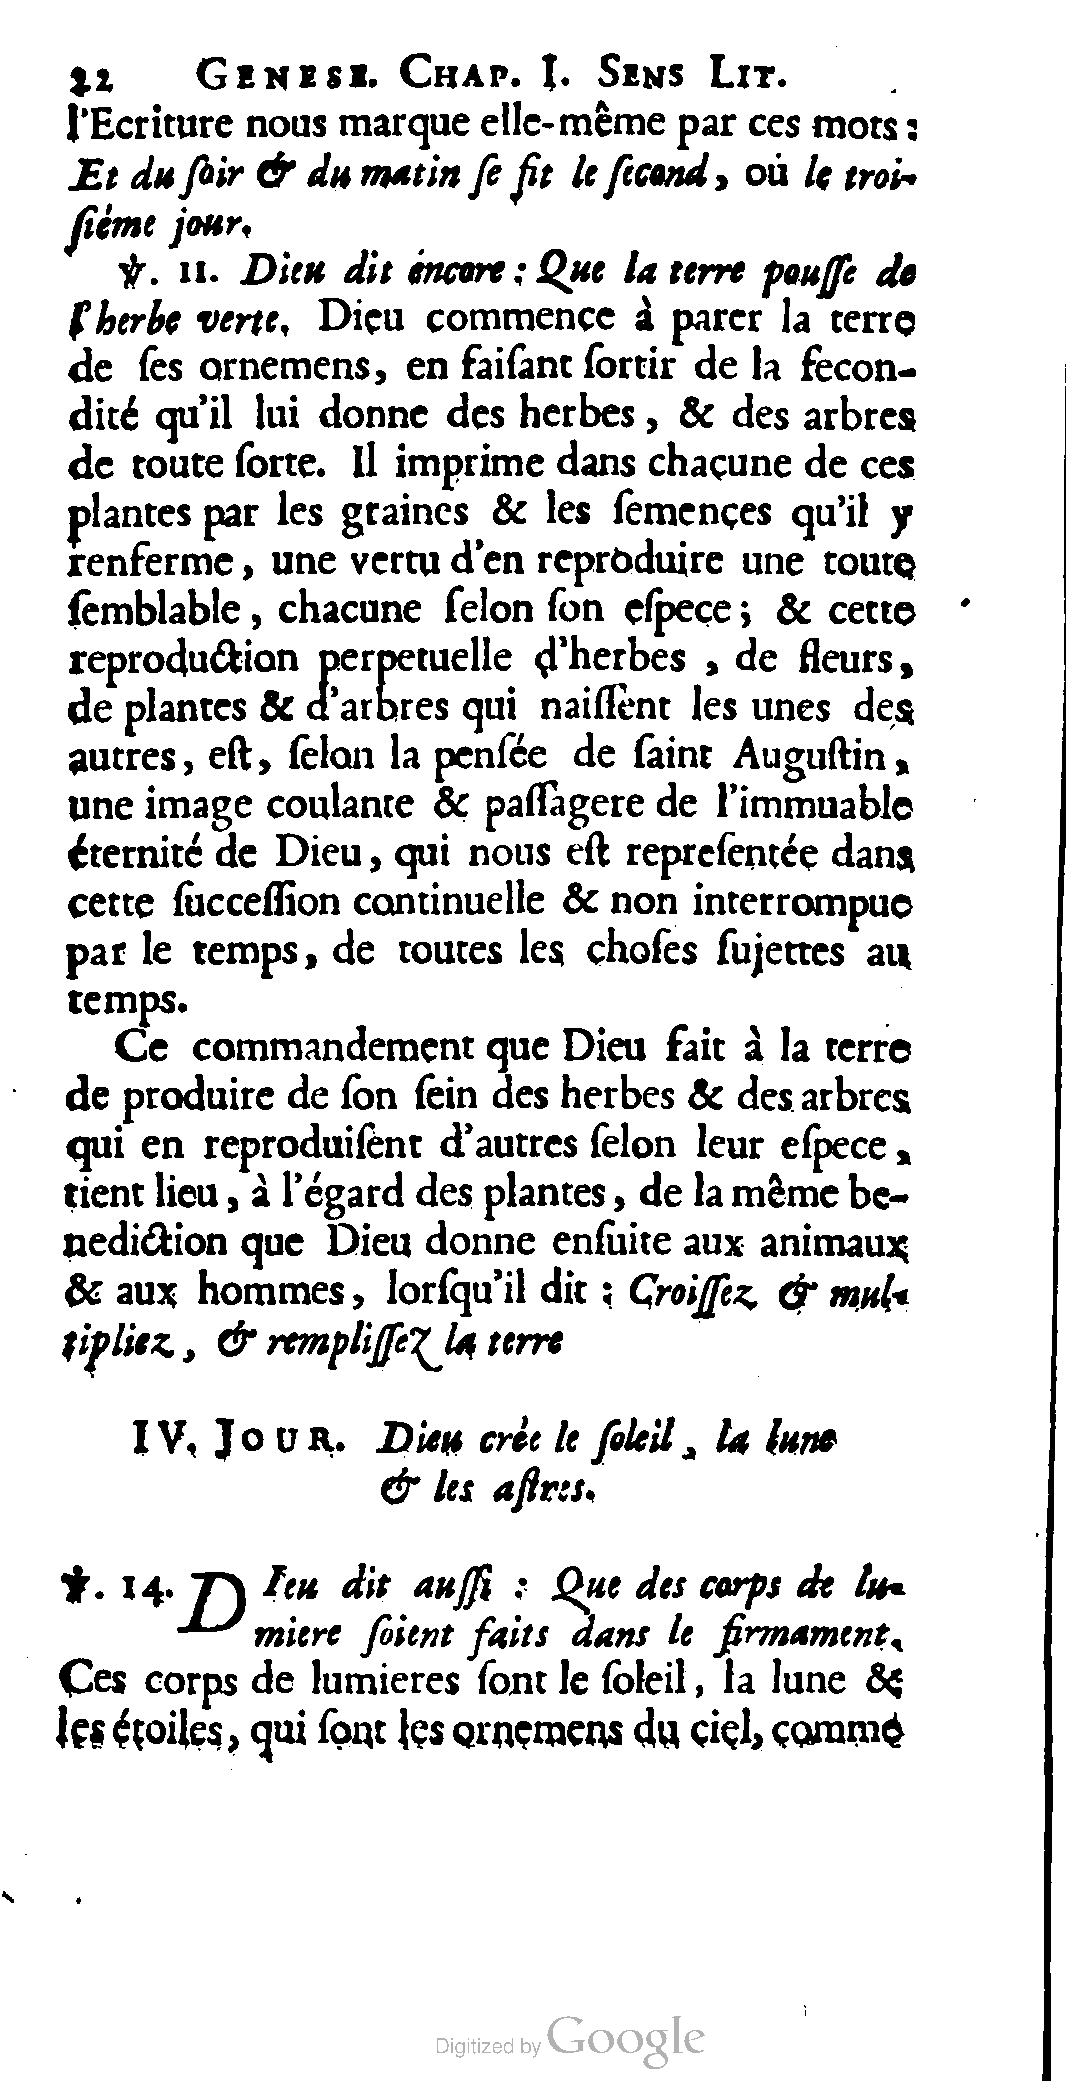 22 GENESE. CHAP. I. SENS LIT.
l'Ecriture nous marque elle-même par ces mots :
Et du ſoir & du matin ſe fit le ſecond, où le troi-
ſiéme jour.
℣. 11. Dieu dit éncore : Que la terre pouſſe de
l'herbe verte. Dieu commence à parer la terre
de ſes ornemens, en faiſant ſortir de la fecon-
dité qu'il lui donne des herbes, & des arbres
de toute ſorte. Il imprime dans chacune de ces
plantes par les graines & les ſemences qu'il y
renferme, une vertu d'en reproduire une toute
ſemblable, chacune ſelon ſon eſpece ; & cette
reproduction perpetuelle d'herbes, de fleurs,
de plantes & d'arbres qui naiſſent les unes des
autres, eſt, ſelon la penſée de ſaint Auguſtin,
une image coulante & paſſagere de l'immuable
éternité de Dieu, qui nous eſt repreſentée dans
cette ſucceſſion continuelle & non interrompue
par le temps, de toutes les choſes ſujettes au
temps.
Ce commandement que Dieu fait à la terre
de produire de ſon ſein des herbes & des arbres
qui en reproduiſent d'autres ſelon leur eſpece,
tient lieu, à l'égard des plantes, de la même be-
nediction que Dieu donne enſuite aux animaux
& aux hommes, lorſqu'il dit : Croiſſez & mul-
tipliez, & rempliſſez la terre
IV. JOUR. Dieu crée le ſoleil, la lune
& les aſtres.
℣. 14. DIeu dit auſſi : Que des corps de lu-
miere ſoient faits dans le firmament.
Ces corps de lumieres ſont le ſoleil, la lune &
les étoiles, qui ſont les ornemens du ciel, comme
Digitized by Google